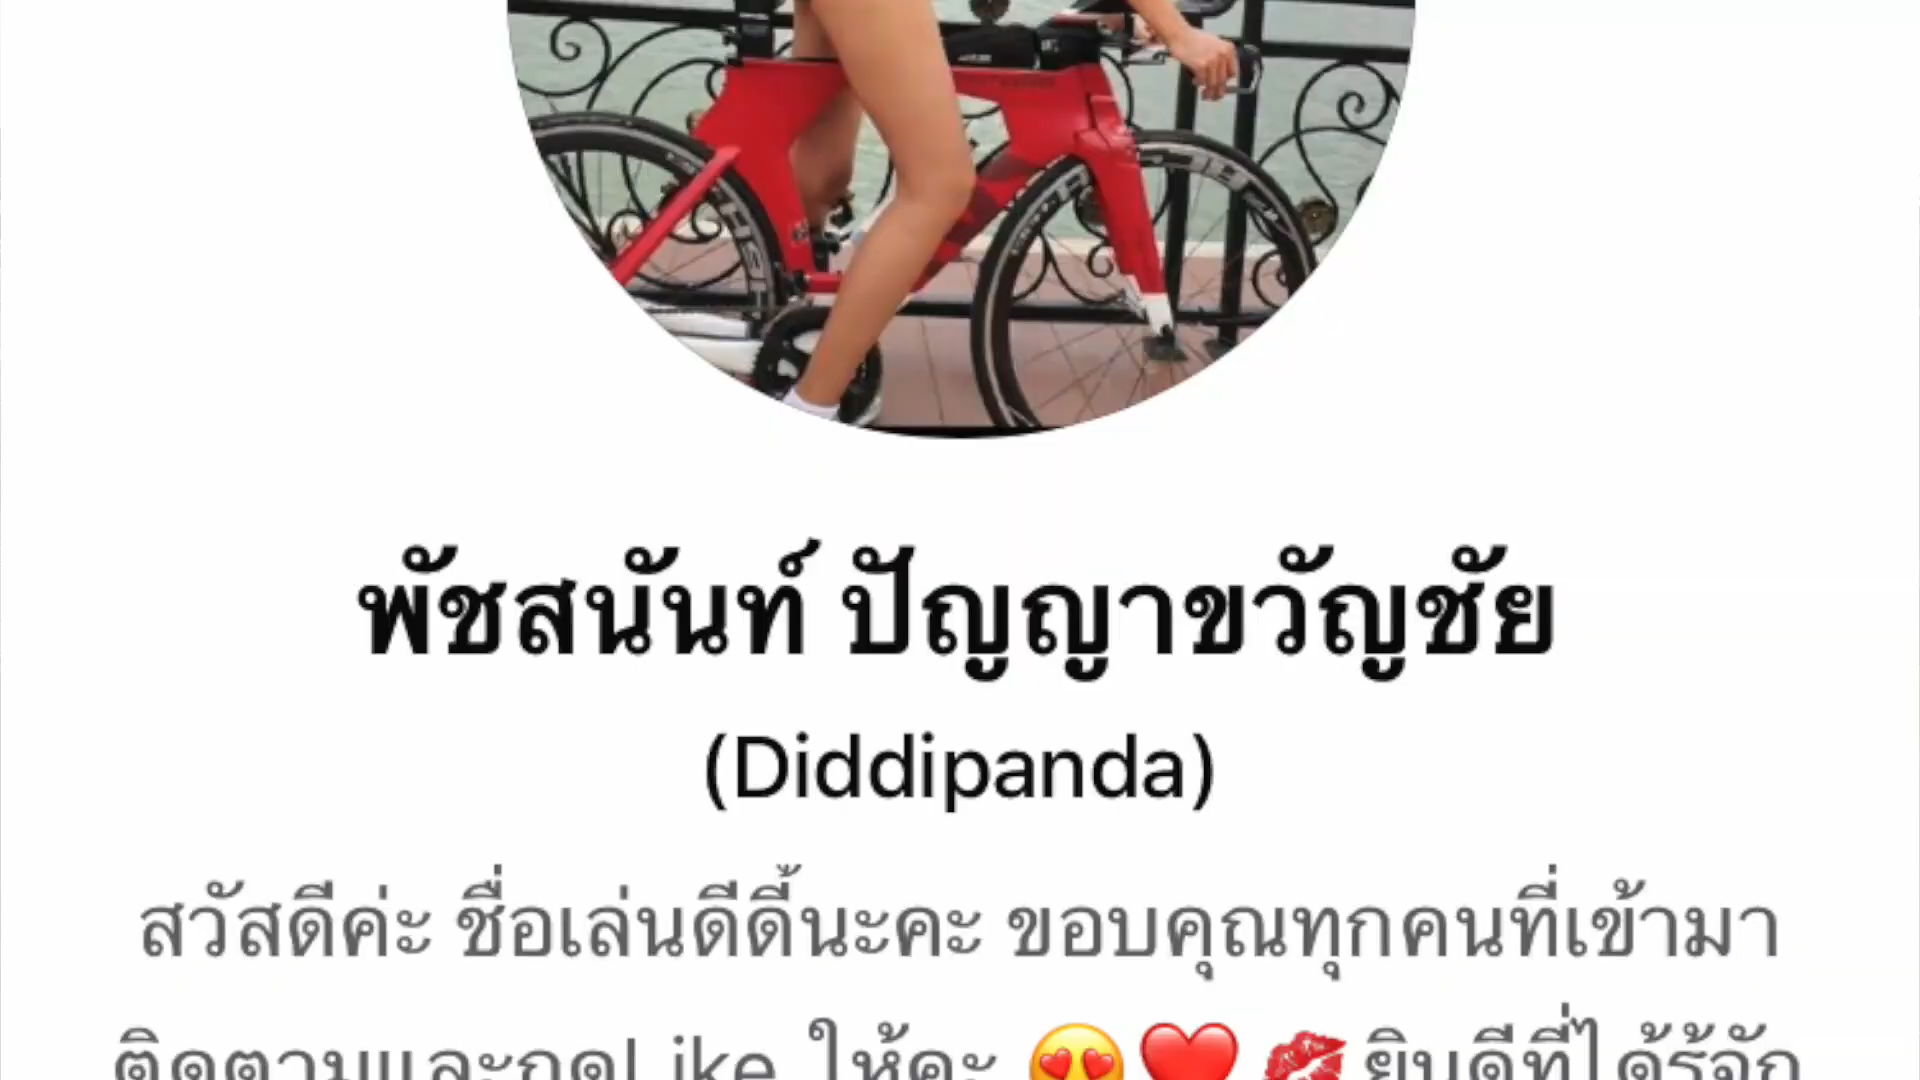 พัชสนันท์ ปัญญาขวัญชัย
(Diddipanda)
สวัสดีค่ะ ชื่อเล่นดีดี้นะคะ ขอบคุณทุกคนที่เข้ามา
ติดตามและกดLike ให้คะ 😍❤️💋 ยินดีที่ได้รู้จัก